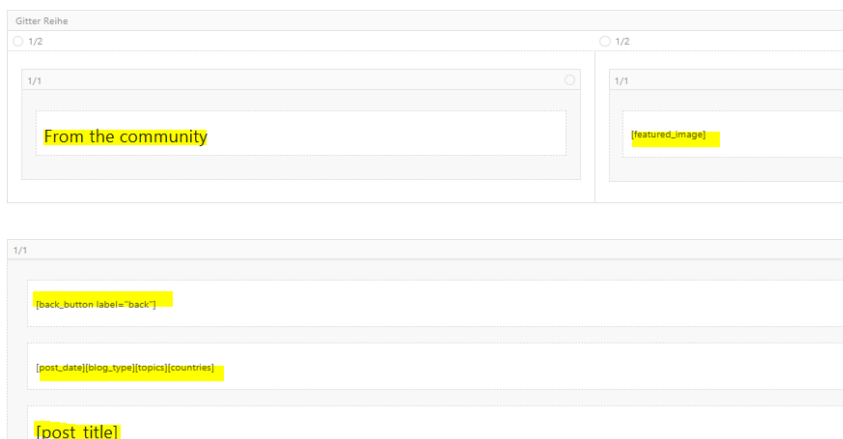 Gitter Reihe
1/2
1/2
1/1
1/1
From the community
[featured_image]
1/1
[back_button label="back"]
[post_date][blog_type][topics][countries]
[post_title]